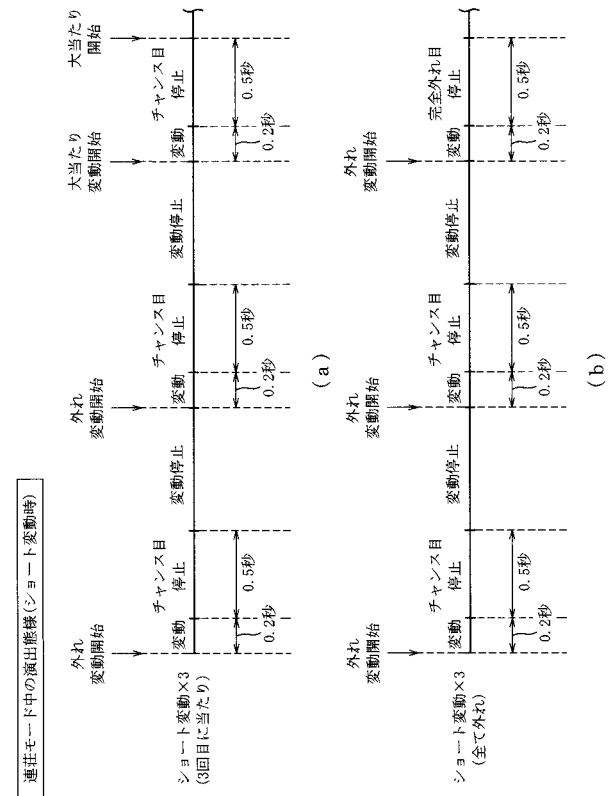 連荘モード中の演出態様(ショート変動時)
外れ
変動開始
外れ
変動開始
大当たり
変動開始
大当たり
開始
ショート変動×3
(3回目に当たり)
変動
チャンス目
停止
変動停止
変動
チャンス目
停止
変動停止
変動
チャンス目
停止
0.2秒
0.5秒
0.2秒
0.5秒
0.2秒
0.5秒
(a)
外れ
変動開始
外れ
変動開始
外れ
変動開始
ショート変動×3
(全て外れ)
変動
チャンス目
停止
変動停止
変動
チャンス目
停止
変動停止
変動
完全外れ目
停止
0.2秒
0.5秒
0.2秒
0.5秒
0.2秒
0.5秒
(b)